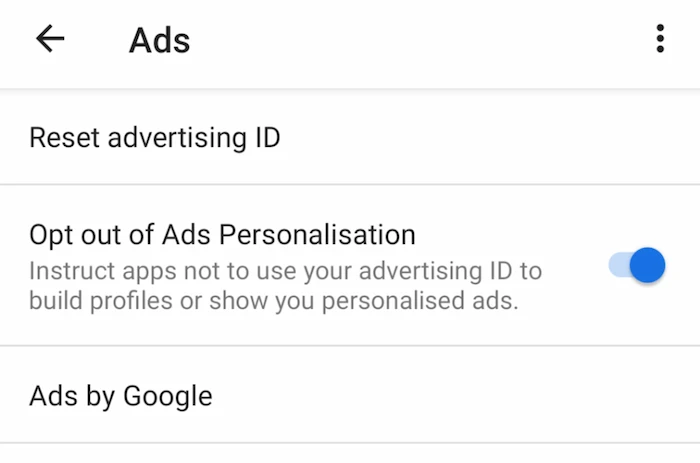 Ads
Reset advertising ID
Opt out of Ads Personalisation
Instruct apps not to use your advertising ID to
build profiles or show you personalised ads.
Ads by Google